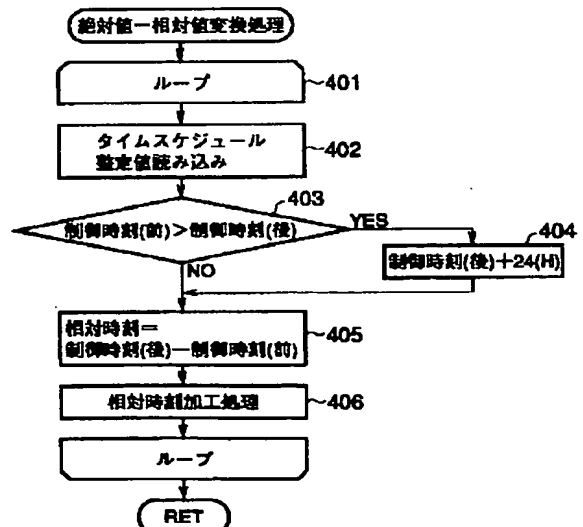 絶対値－相対値変換処理
ループ
401
タイムスケジュール
整定値読み込み
402
403
制御時刻(前)>制御時刻(後)
YES
404
制御時刻(後)+24(H)
NO
相対時刻＝
制御時刻(後)－制御時刻(前)
405
相対時刻加工処理
406
ループ
RET